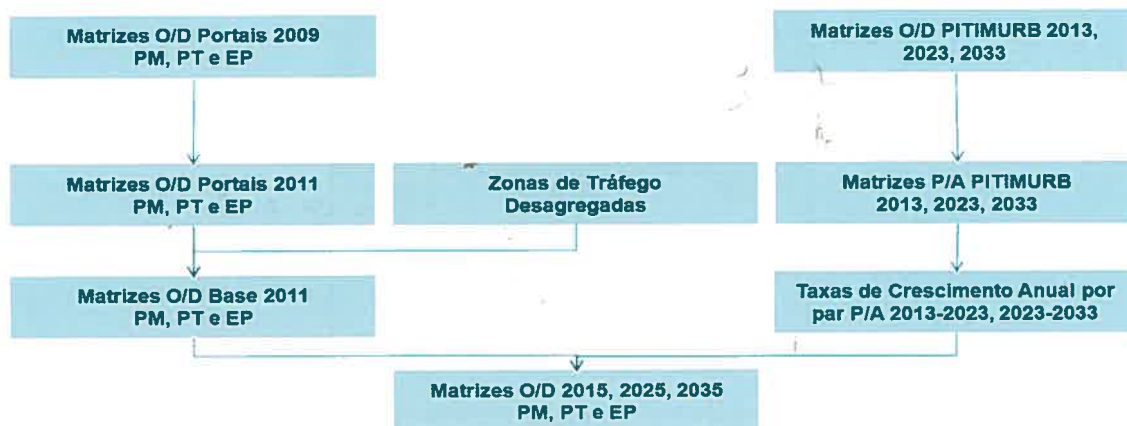 Matrizes O/D Portais 2009
PM, PT e EP
Matrizes O/D PITIMURB 2013,
2023, 2033
Matrizes O/D Portais 2011
PM, PT e EP
Zonas de Tráfego
Desagregadas
Matrizes P/A PITIMURB
2013, 2023, 2033
Matrizes O/D Base 2011
PM, PT e EP
Taxas de Crescimento Anual por
par P/A 2013-2023, 2023-2033
Matrizes O/D 2015, 2025, 2035
PM, PT e EP